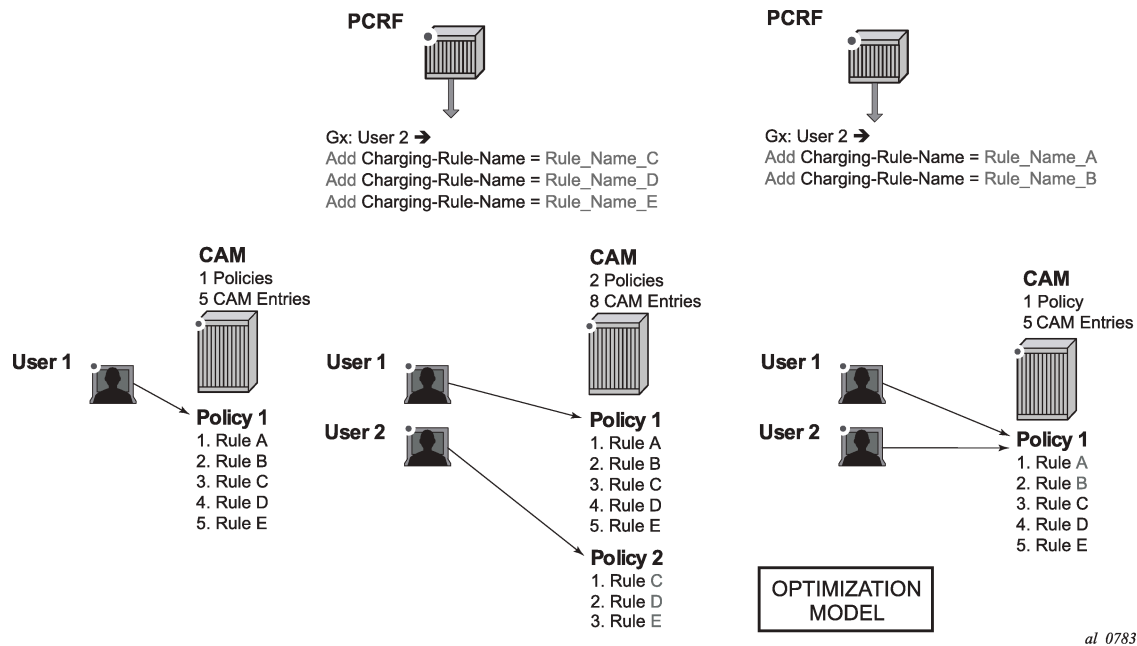 PCRF
Gx: User 2 ➔
Add Charging-Rule-Name = Rule_Name_C
Add Charging-Rule-Name = Rule_Name_D
Add Charging-Rule-Name = Rule_Name_E
PCRF
Gx: User 2 ➔
Add Charging-Rule-Name = Rule_Name_A
Add Charging-Rule-Name = Rule_Name_B
CAM
1 Policies
5 CAM Entries
User 1
Policy 1
1. Rule A
2. Rule B
3. Rule C
4. Rule D
5. Rule E
CAM
2 Policies
8 CAM Entries
User 1
User 2
Policy 1
1. Rule A
2. Rule B
3. Rule C
4. Rule D
5. Rule E
Policy 2
1. Rule C
2. Rule D
3. Rule E
CAM
1 Policy
5 CAM Entries
User 1
User 2
Policy 1
1. Rule A
2. Rule B
3. Rule C
4. Rule D
5. Rule E
OPTIMIZATION
MODEL
al_0783